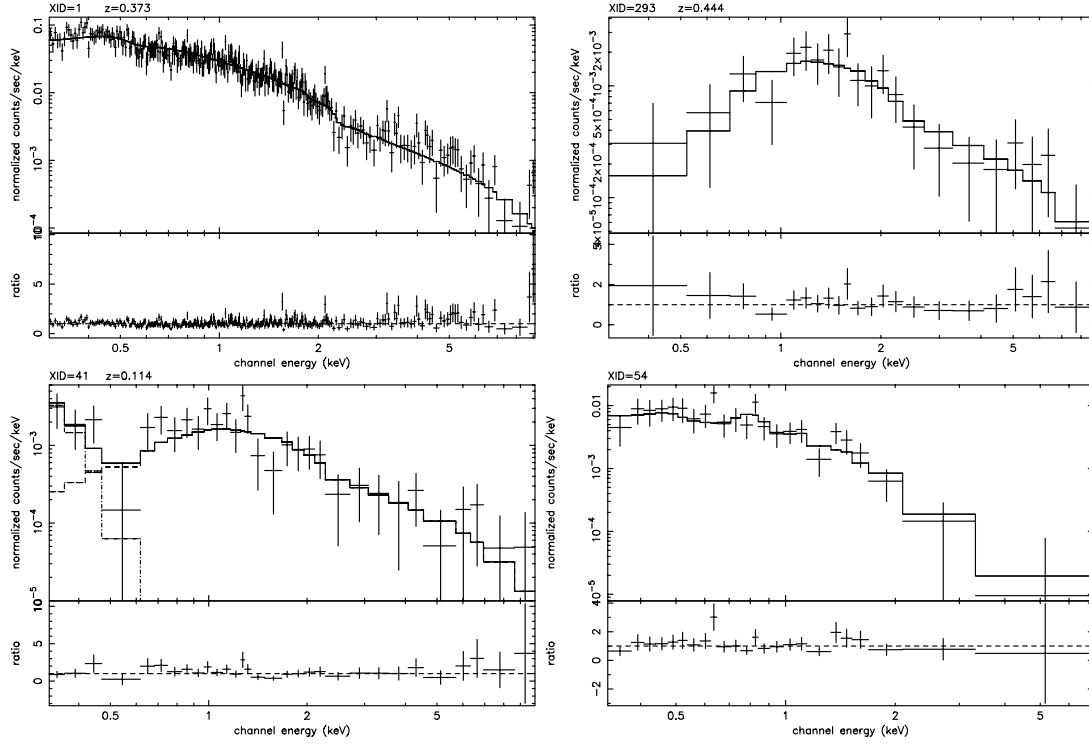 XID=1 z=0.373
normalized counts/sec/keV
0.1
0.01
10−3
10−4
ratio
10
5
0
0.5 1 2 5
channel energy (keV)
XID=293 z=0.444
normalized counts/sec/keV
10−3 2×10−3
2×10−4 5×10−4
5×10−5 10−4
ratio
2
0
0.5 1 2 5
channel energy (keV)
XID=41 z=0.114
normalized counts/sec/keV
10−3
10−4
10−5
ratio
10
5
0
0.5 1 2 5
channel energy (keV)
XID=54
normalized counts/sec/keV
0.01
10−3
10−4
10−5
ratio
4
2
0
−2
0.5 1 2 5
channel energy (keV)